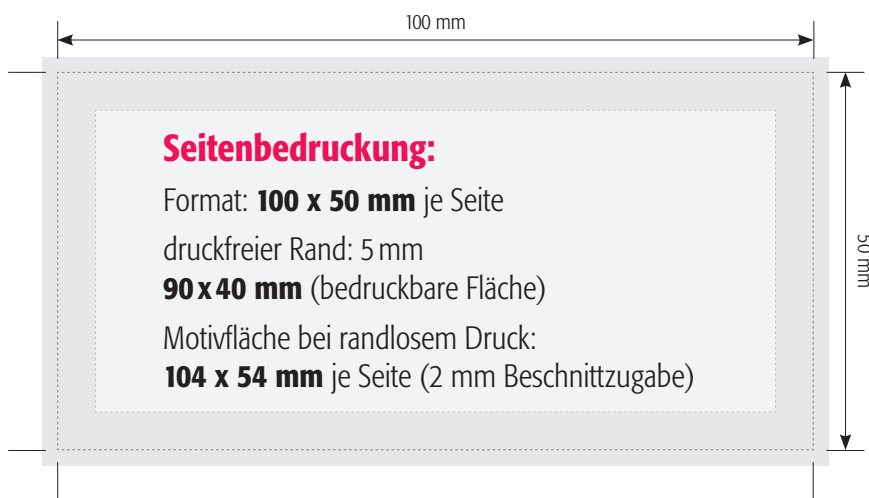 100 mm
Seitenbedruckung:
Format: 100 x 50 mm je Seite
50 mm
druckfreier Rand: 5 mm
90 x 40 mm (bedruckbare Fläche)
Motivfläche bei randlosem Druck:
104 x 54 mm je Seite (2 mm Beschnittzugabe)